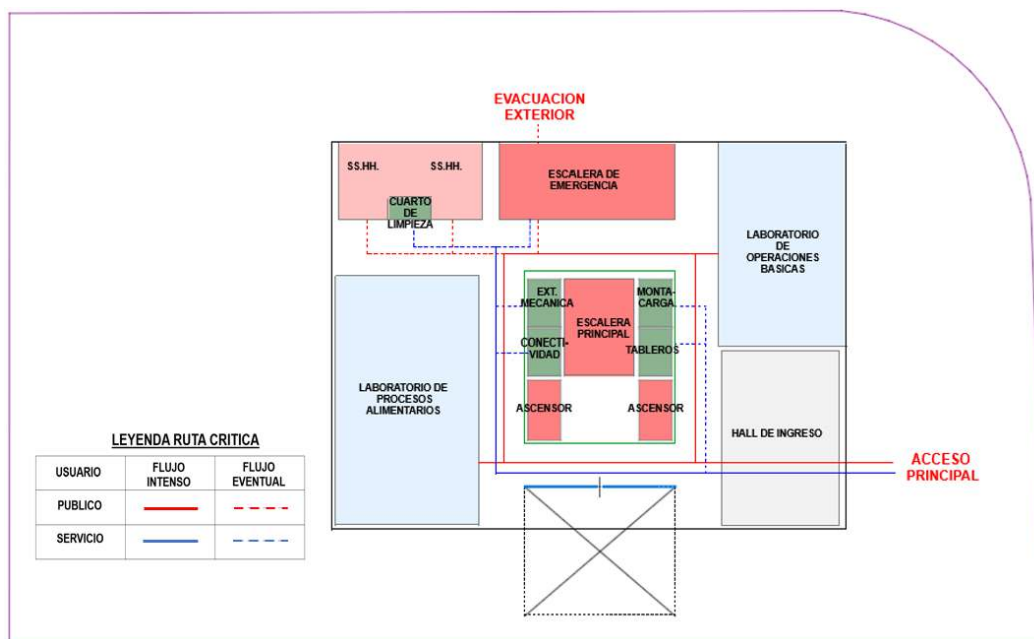 EVACUACION
EXTERIOR
SS.HH.
SS.HH.
CUARTO
DE
LIMPIEZA
ESCALERA DE
EMERGENCIA
LABORATORIO
DE
OPERACIONES
BASICAS
EXT.
MECANICA
MONTA-
CARGA
ESCALERA
PRINCIPAL
CONECTI-
VIDAD
TABLEROS
LABORATORIO DE
PROCESOS
ALIMENTARIOS
ASCENSOR
ASCENSOR
HALL DE INGRESO
ACCESO
PRINCIPAL
LEYENDA RUTA CRITICA
USUARIO
FLUJO
INTENSO
FLUJO
EVENTUAL
PUBLICO
SERVICIO